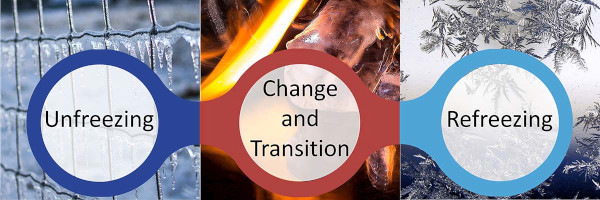 Unfreezing
Change
and
Transition
Refreezing